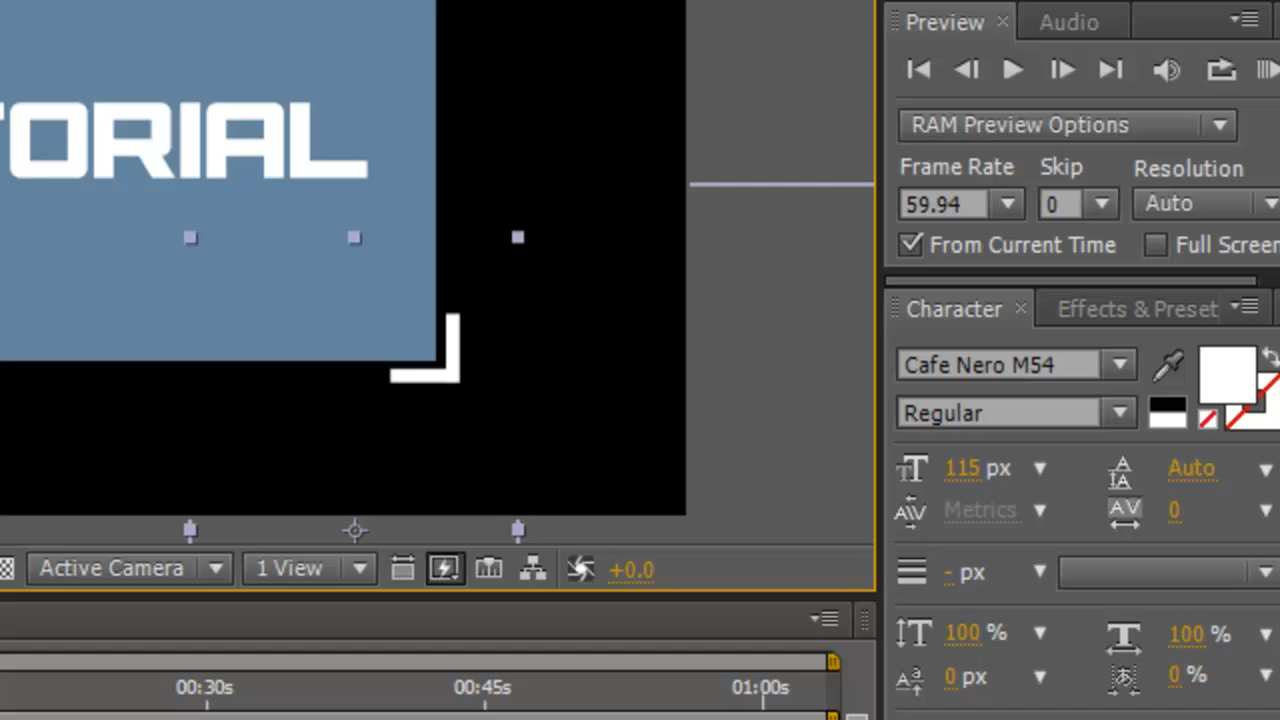 TORIAL
Preview
Audio
RAM Preview Options
Frame Rate Skip Resolution
59.94 0 Auto
From Current Time Full Screen
Character Effects & Preset
Cafe Nero M54
Regular
115 px Auto
Metrics 0
- px
100 % 100 %
0 px 0 %
Active Camera 1 View +0.0
00:30s 00:45s 01:00s